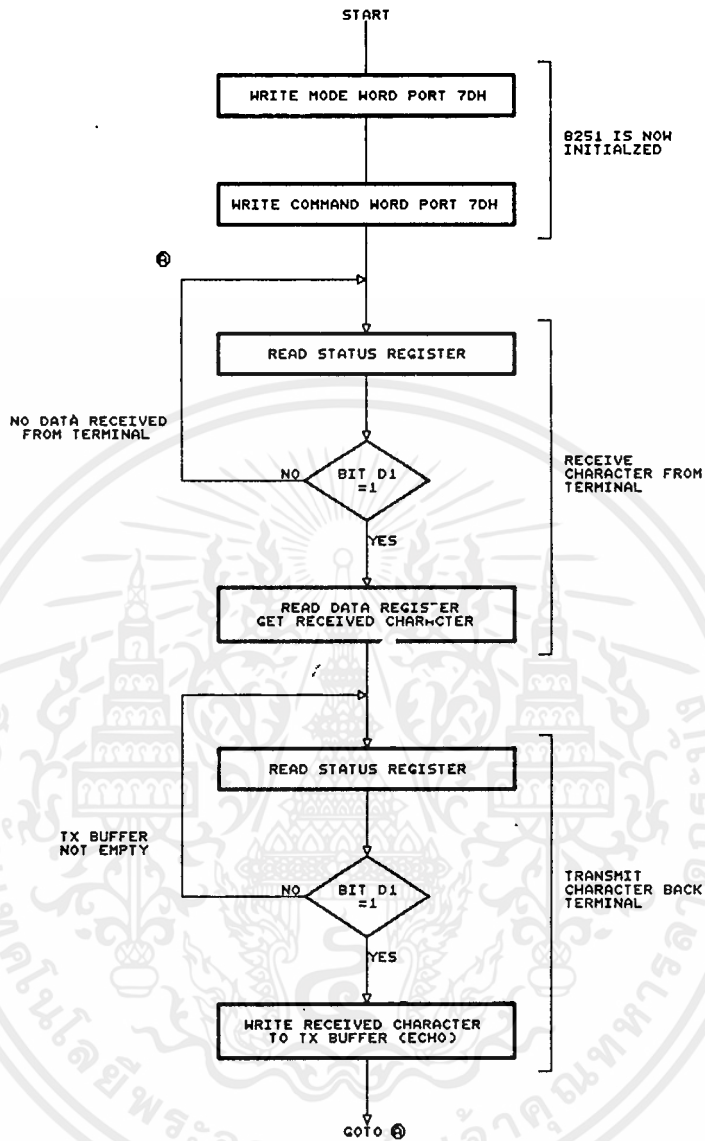 START
WRITE MODE WORD PORT 7DH
8251 IS NOW
INITIALZED
WRITE COMMAND WORD PORT 7DH
Ⓐ
READ STATUS REGISTER
NO DATA RECEIVED
FROM TERMINAL
NO
BIT D1
=1
RECEIVE
CHARACTER FROM
TERMINAL
YES
READ DATA REGISTER
GET RECEIVED CHARACTER
READ STATUS REGISTER
TX BUFFER
NOT EMPTY
NO
BIT D1
=1
TRANSMIT
CHARACTER BACK
TERMINAL
YES
WRITE RECEIVED CHARACTER
TO TX BUFFER (ECHO)
GOTO Ⓐ